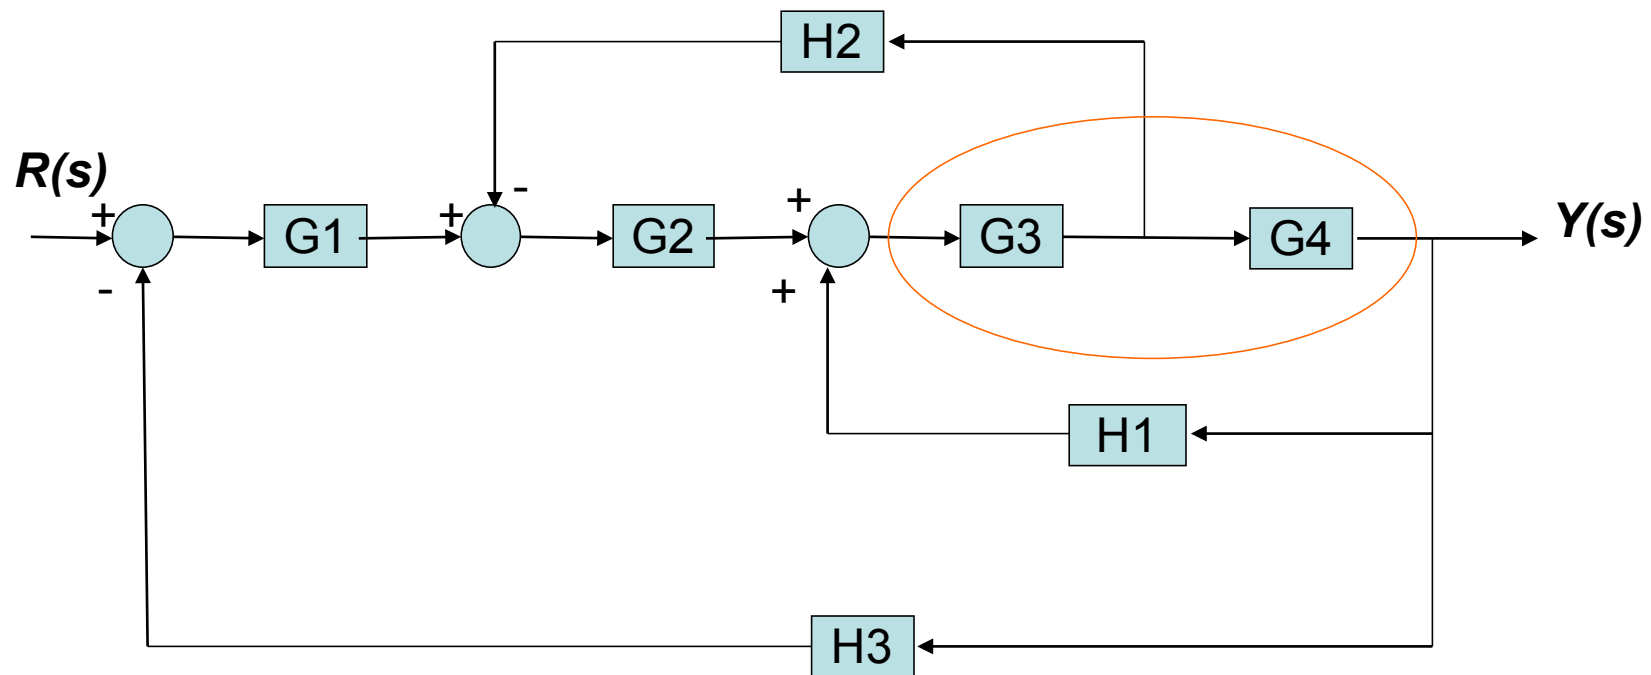 H2
R(s)
+
G1
+
-
G2
+
G3
G4
Y(s)
-
+
H1
H3